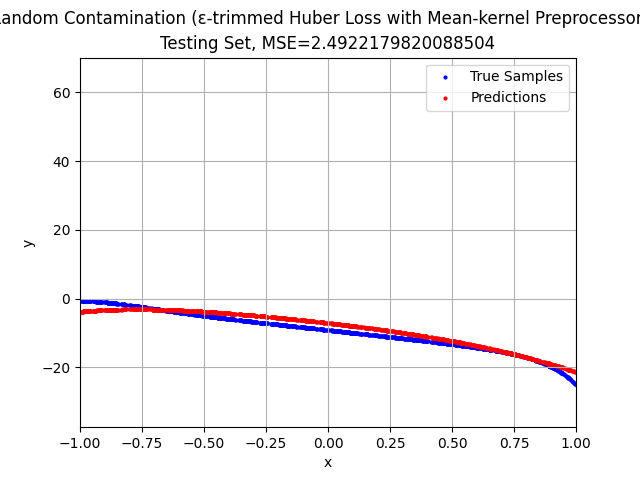 andom Contamination (ε-trimmed Huber Loss with Mean-kernel Preprocessor
Testing Set, MSE=2.4922179820088504
True Samples
Predictions
60
40
20
0
−20
y
−1.00 −0.75 −0.50 −0.25 0.00 0.25 0.50 0.75 1.00
x